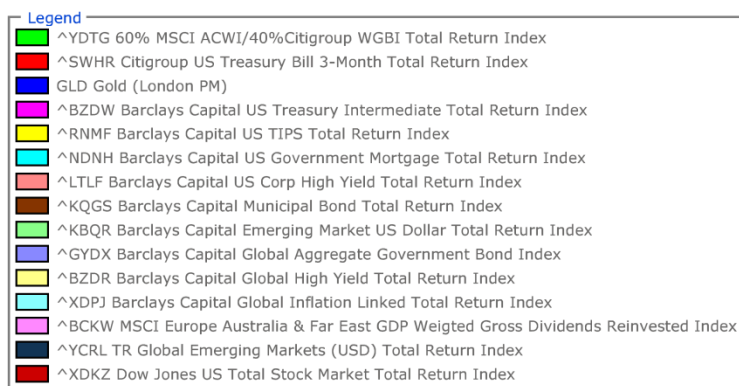 Legend
^YDTG 60% MSCI ACWI/40%Citigroup WGBI Total Return Index
^SWHR Citigroup US Treasury Bill 3-Month Total Return Index
GLD Gold (London PM)
^BZDW Barclays Capital US Treasury Intermediate Total Return Index
^RNMF Barclays Capital US TIPS Total Return Index
^NDNH Barclays Capital US Government Mortgage Total Return Index
^LTLF Barclays Capital US Corp High Yield Total Return Index
^KQGS Barclays Capital Municipal Bond Total Return Index
^KBQR Barclays Capital Emerging Market US Dollar Total Return Index
^GYDX Barclays Capital Global Aggregate Government Bond Index
^BZDR Barclays Capital Global High Yield Total Return Index
^XDPJ Barclays Capital Global Inflation Linked Total Return Index
^BCKW MSCI Europe Australia & Far East GDP Weigted Gross Dividends Reinvested Index
^YCRL TR Global Emerging Markets (USD) Total Return Index
^XDKZ Dow Jones US Total Stock Market Total Return Index